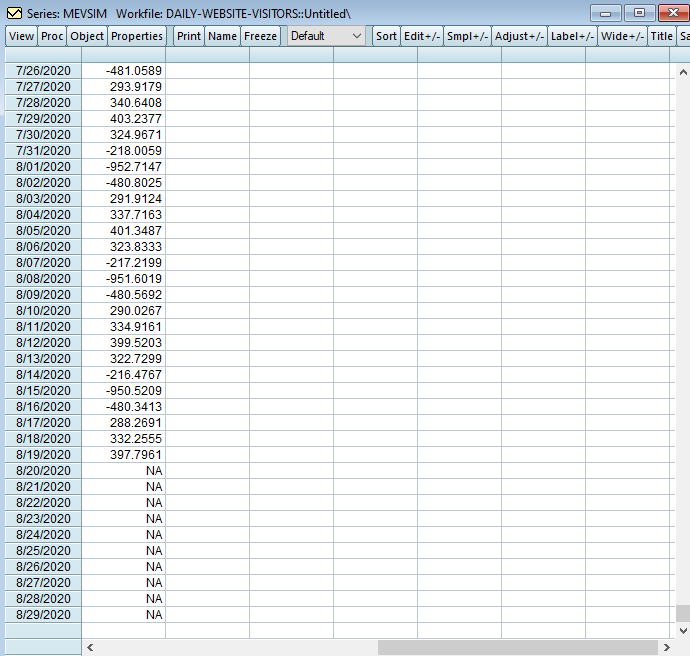 Series: MEVSIM Workfile: DAILY-WEBSITE-VISITORS::Untitled\
View Proc Object Properties Print Name Freeze Default Sort Edit+/- Smpl+/- Adjust+/- Label+/- Wide+/- Title Sa
7/26/2020 -481.0589
7/27/2020 293.9179
7/28/2020 340.6408
7/29/2020 403.2377
7/30/2020 324.9671
7/31/2020 -218.0059
8/01/2020 -952.7147
8/02/2020 -480.8025
8/03/2020 291.9124
8/04/2020 337.7163
8/05/2020 401.3487
8/06/2020 323.8333
8/07/2020 -217.2199
8/08/2020 -951.6019
8/09/2020 -480.5692
8/10/2020 290.0267
8/11/2020 334.9161
8/12/2020 399.5203
8/13/2020 322.7299
8/14/2020 -216.4767
8/15/2020 -950.5209
8/16/2020 -480.3413
8/17/2020 288.2691
8/18/2020 332.2555
8/19/2020 397.7961
8/20/2020 NA
8/21/2020 NA
8/22/2020 NA
8/23/2020 NA
8/24/2020 NA
8/25/2020 NA
8/26/2020 NA
8/27/2020 NA
8/28/2020 NA
8/29/2020 NA